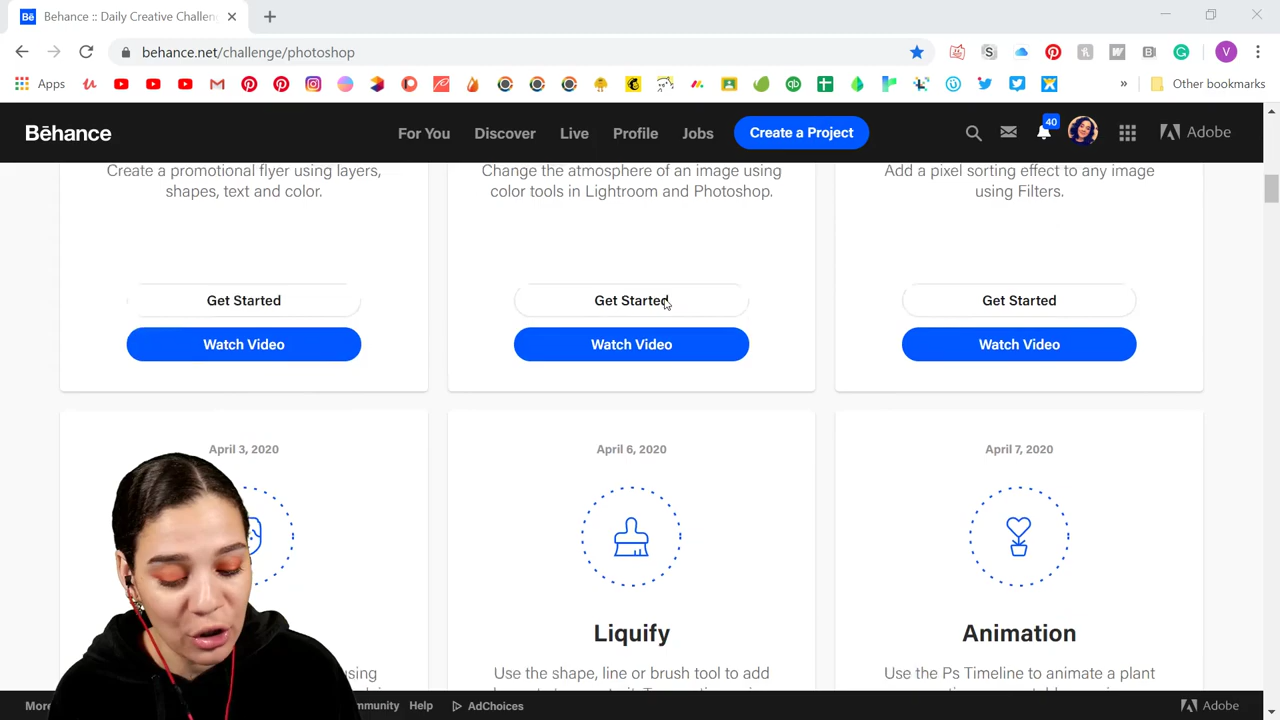 Bē
Behance :: Daily Creative Challen
behance.net/challenge/photoshop
V
Apps
Other bookmarks
Bēhance
For You
Discover
Live
Profile
Jobs
Create a Project
40
Adobe
Create a promotional flyer using layers,
shapes, text and color.
Change the atmosphere of an image using
color tools in Lightroom and Photoshop.
Add a pixel sorting effect to any image
using Filters.
Get Started
Get Started
Get Started
Watch Video
Watch Video
Watch Video
April 3, 2020
April 6, 2020
April 7, 2020
Liquify
Animation
using
Use the shape, line or brush tool to add
Use the Ps Timeline to animate a plant
More
Help
AdChoices
Adobe